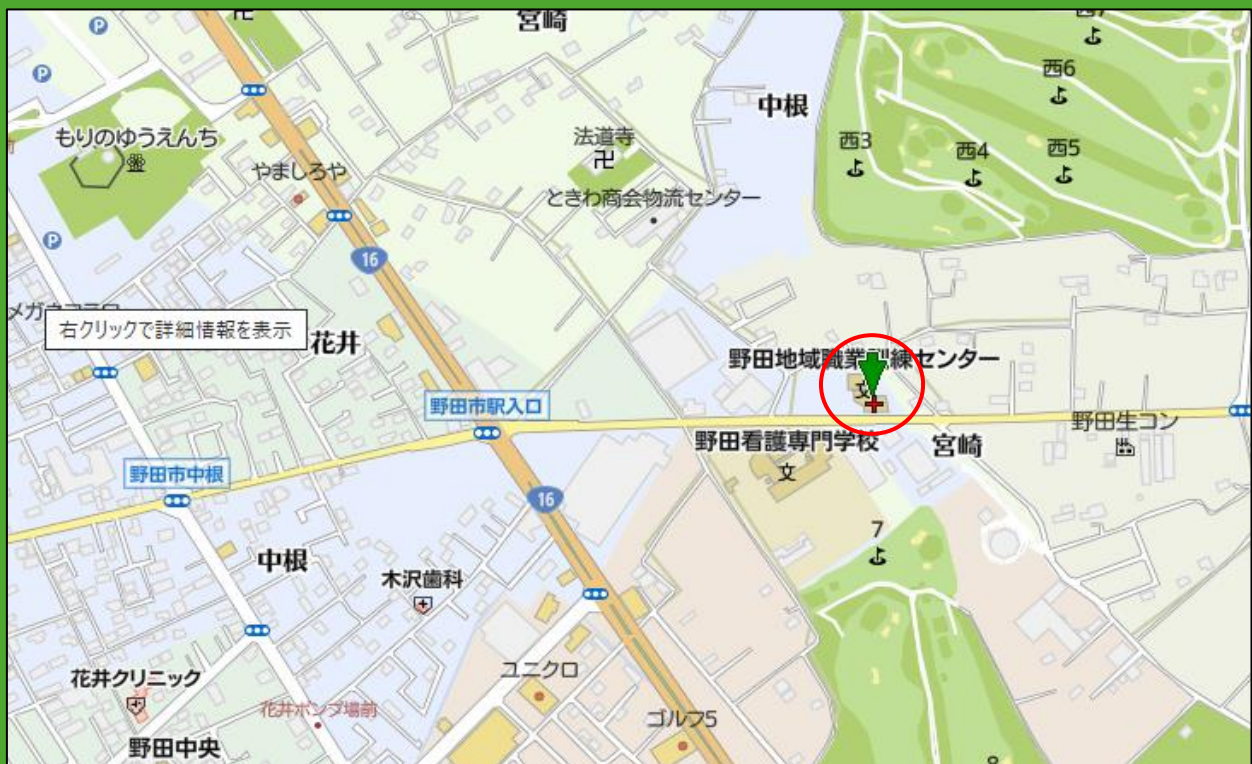 宮崎
西6
中根
もりのゆうえんち
法道寺
西3
西4
西5
やましろや
ときわ商会物流センター
16
右クリックで詳細情報を表示
花井
野田地域職業訓練センター
文
野田市駅入口
野田生コン
野田看護専門学校
文
宮崎
野田市中根
16
7
中根
木沢歯科
ユニクロ
花井クリニック
花井ポンプ場前
ゴルフ5
野田中央